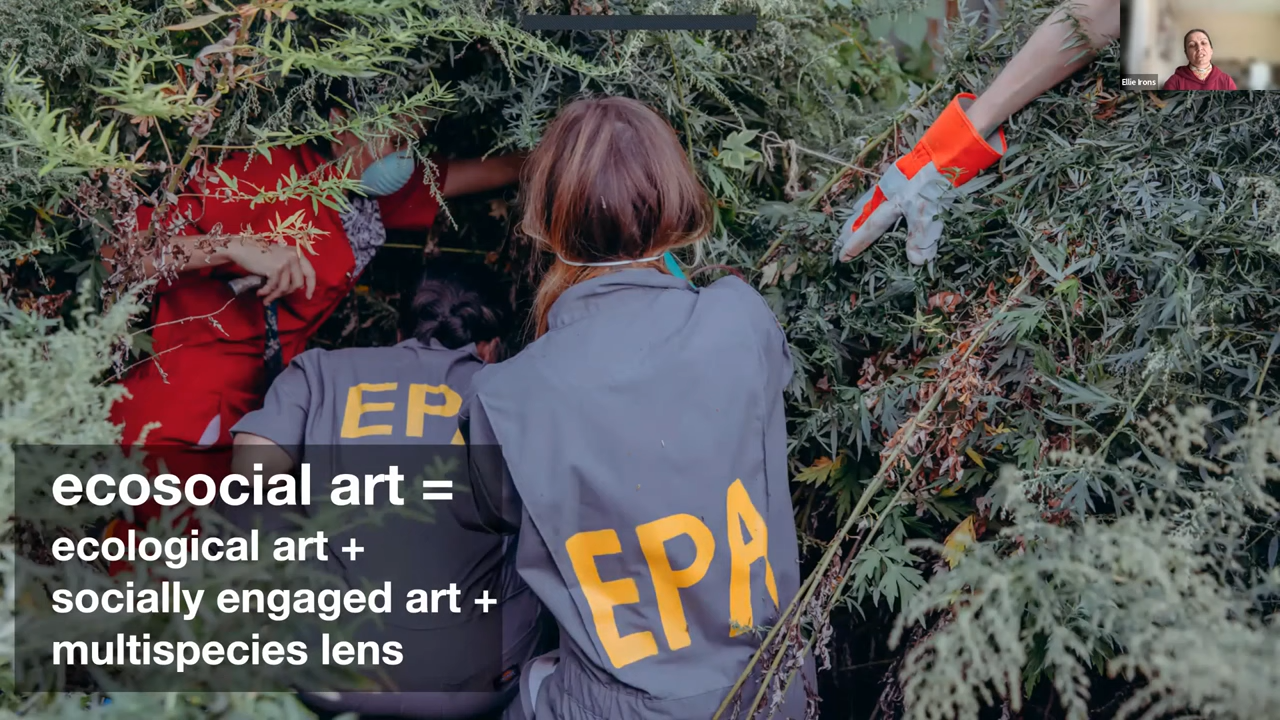 Ellie Irons
EPA
EPA
ecosocial art =
ecological art +
socially engaged art +
multispecies lens